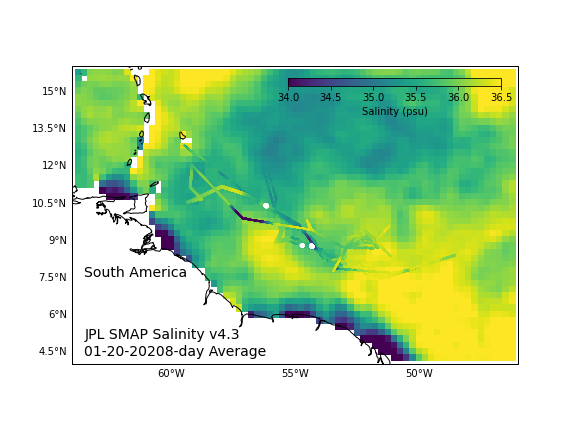 15°N
13.5°N
12°N
10.5°N
9°N
7.5°N
6°N
4.5°N
34.0 34.5 35.0 35.5 36.0 36.5
Salinity (psu)
South America
JPL SMAP Salinity v4.3
01-20-20208-day Average
60°W 55°W 50°W